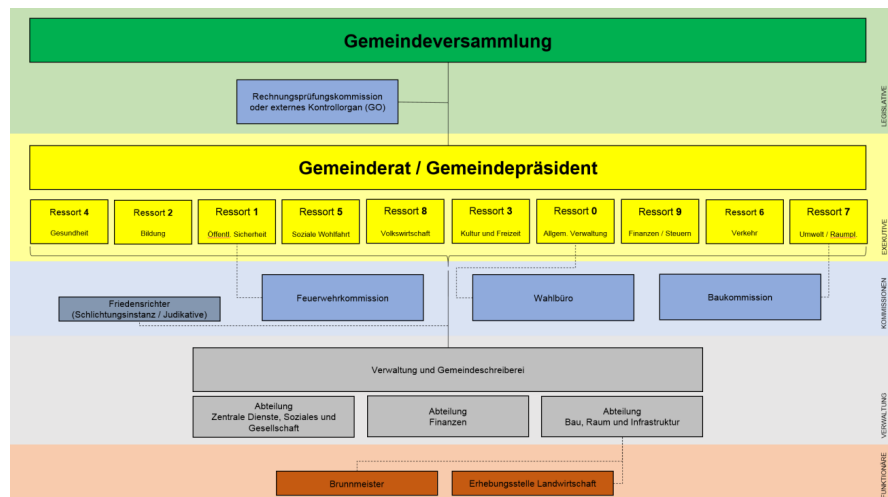 Gemeindeversammlung
Rechnungsprüfungskommission
oder externes Kontrollorgan (GO)
LEGISLATIVE
Gemeinderat / Gemeindepräsident
Ressort 4
Gesundheit
Ressort 2
Bildung
Ressort 1
Öffentl. Sicherheit
Ressort 5
Soziale Wohlfahrt
Ressort 8
Volkswirtschaft
Ressort 3
Kultur und Freizeit
Ressort 0
Allgem. Verwaltung
Ressort 9
Finanzen / Steuern
Ressort 6
Verkehr
Ressort 7
Umwelt / Raumpl.
EXEKUTIVE
Friedensrichter
(Schlichtungsinstanz / Judikative)
Feuerwehrkommission
Wahlbüro
Baukommission
KOMMISSIONEN
Verwaltung und Gemeindeschreiberei
Abteilung
Zentrale Dienste, Soziales und
Gesellschaft
Abteilung
Finanzen
Abteilung
Bau, Raum und Infrastruktur
VERWALTUNG
Brunnmeister
Erhebungsstelle Landwirtschaft
FUNKTIONÄRE